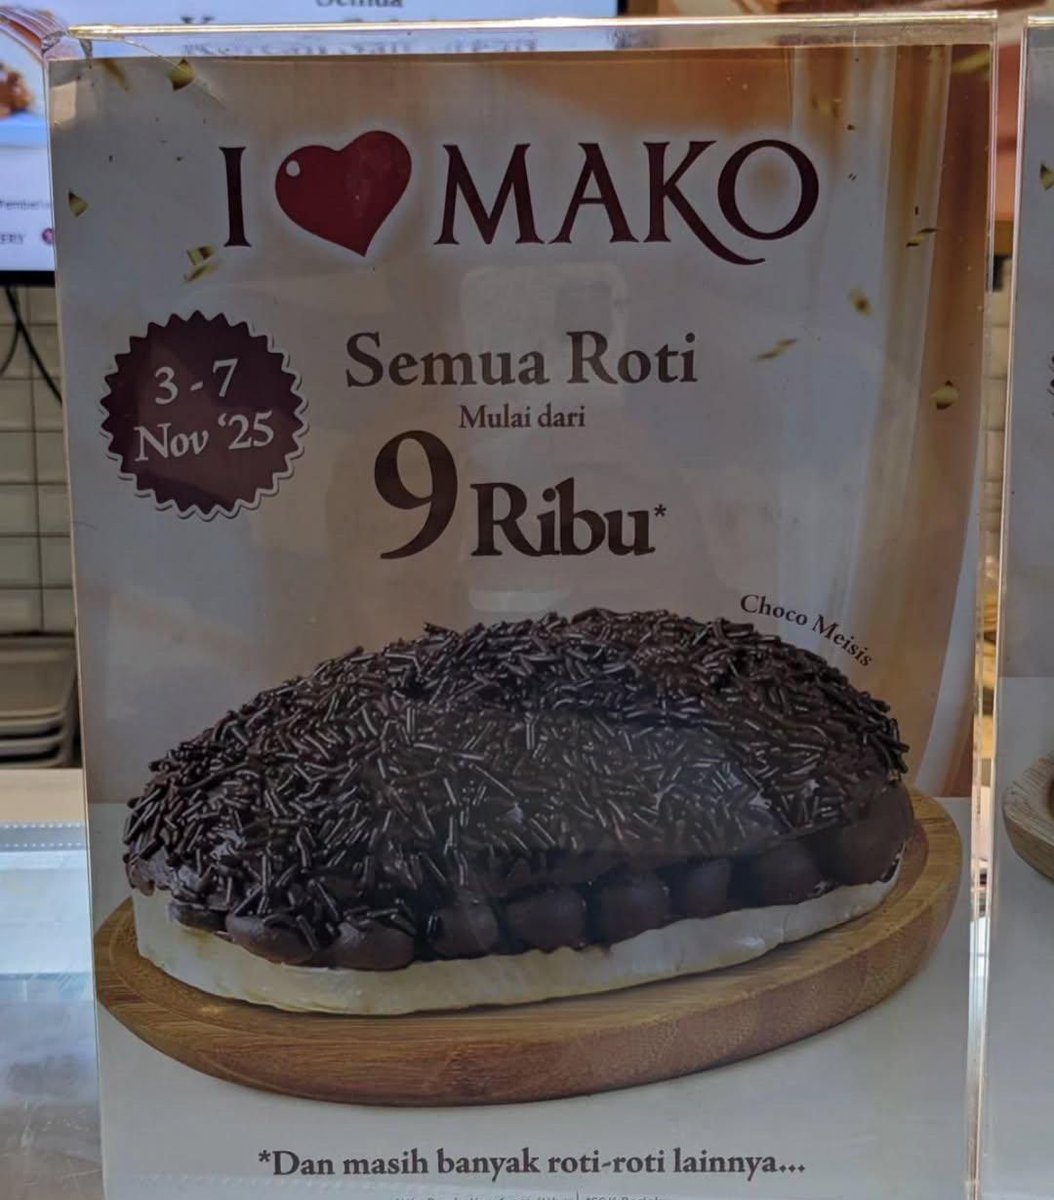 Semua
I ❤ MAKO
3 - 7
Nov ‘25
Semua Roti
Mulai dari
9 Ribu*
Choco Meisis
*Dan masih banyak roti-roti lainnya...